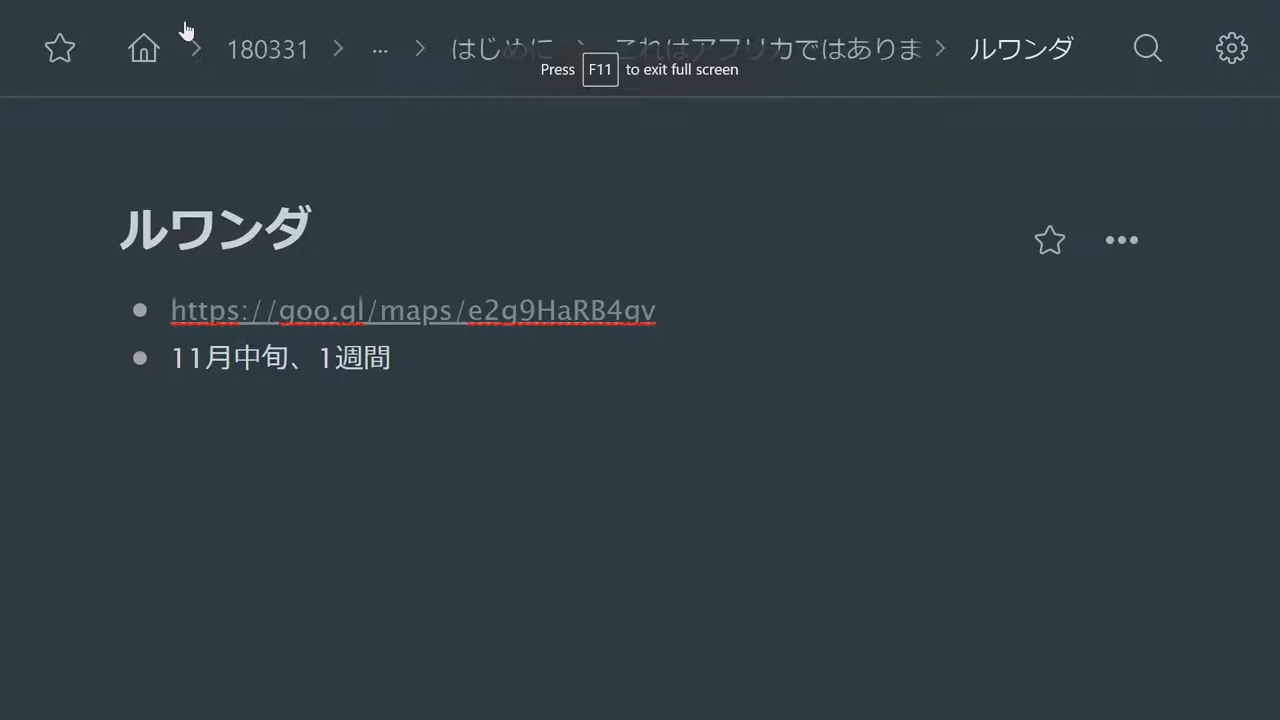 180331 > ... > はじめに > これはアフリカではありま > ルワンダ
Press F11 to exit full screen
ルワンダ
https://goo.gl/maps/e2g9HaRB4gv
11月中旬、1週間